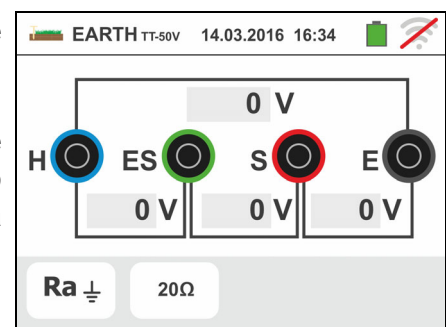 EARTH TT-50V 14.03.2016 16:34
0 V
H ES S E
0 V 0 V 0 V
Ra 20Ω